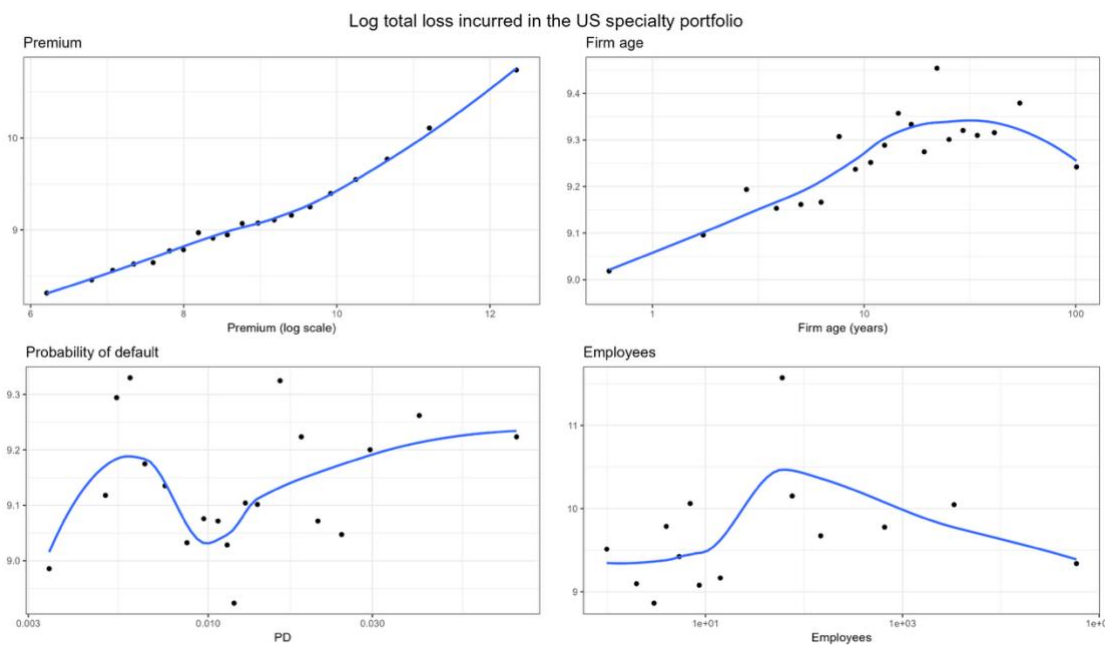 Log total loss incurred in the US specialty portfolio
Premium
10
9
6 8 10 12
Premium (log scale)
Firm age
9.4
9.3
9.2
9.1
9.0
1 10 100
Firm age (years)
Probability of default
9.3
9.2
9.1
9.0
0.003 0.010 0.030
PD
Employees
11
10
9
1e+01 1e+03 1e+0
Employees